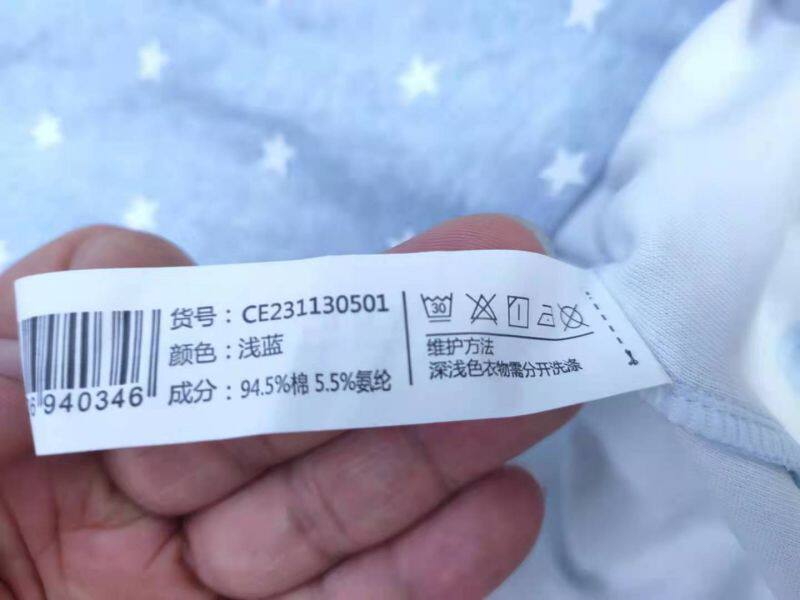 货号：CE231130501
颜色：浅蓝
成分：94.5%棉 5.5%氨纶
940346
30
维护方法
深浅色衣物需分开洗涤